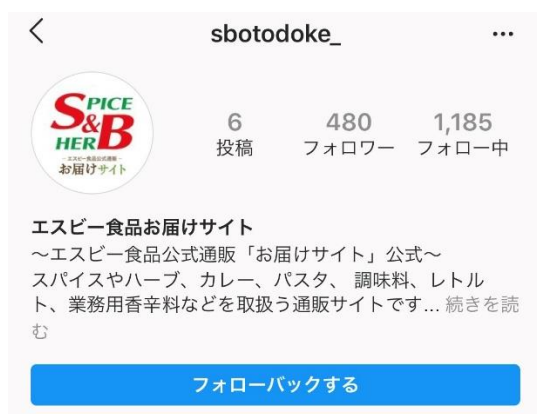 sbotodoke_
SPICE
&
HERB
-エスビー食品公式通販-
お届けサイト
6
480
1,185
投稿
フォロワー
フォロー中
エスビー食品お届けサイト
～エスビー食品公式通販「お届けサイト」公式～
スパイスやハーブ、カレー、パスタ、 調味料、レトル
ト、業務用香辛料などを取扱う通販サイトです... 続きを読
む
フォローバックする